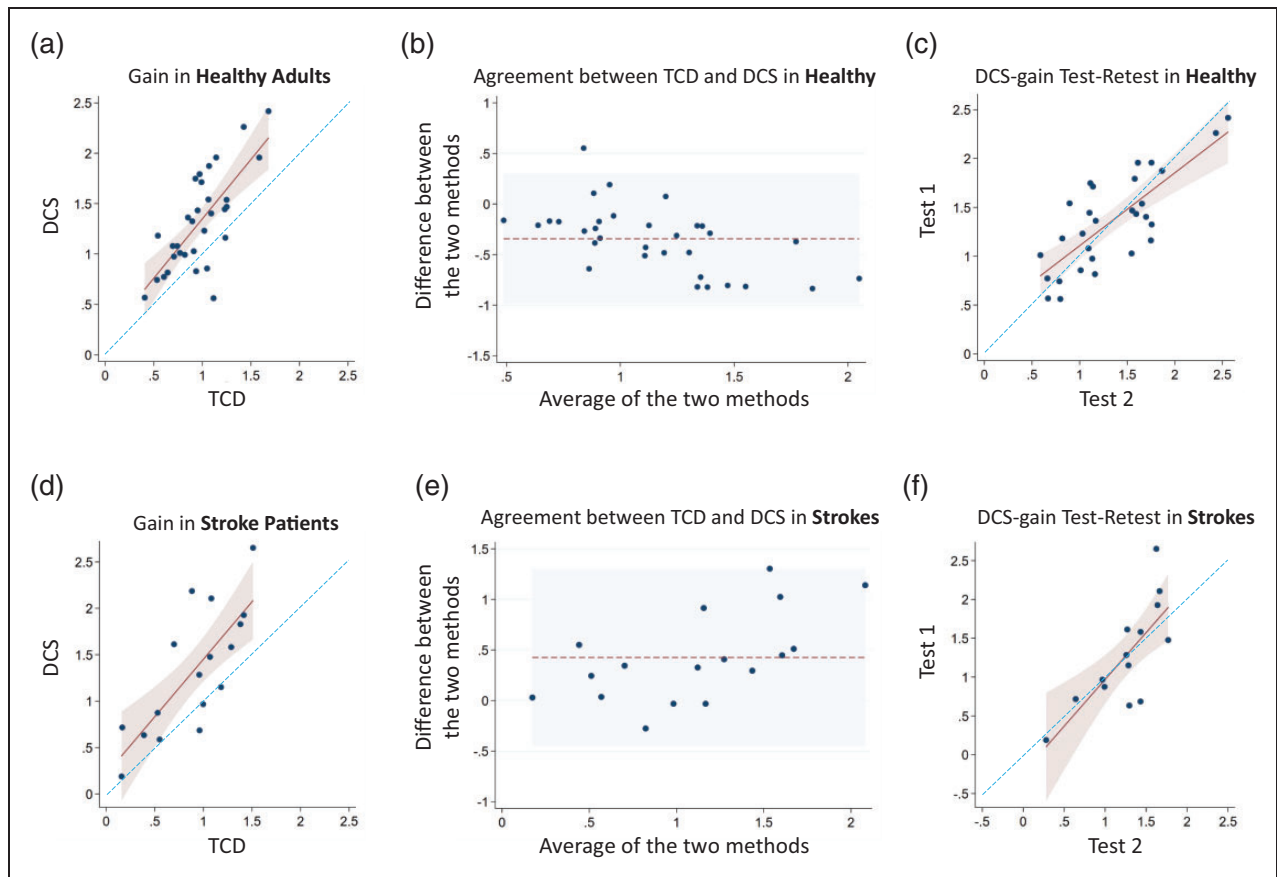 (a)
Gain in Healthy Adults
DCS
2.5
2
1.5
1
.5
0
0 .5 1 1.5 2 2.5
TCD
(b)
Agreement between TCD and DCS in Healthy
Difference between
the two methods
1
.5
0
-.5
-1
-1.5
.5 1 1.5 2
Average of the two methods
(c)
DCS-gain Test-Retest in Healthy
Test 1
2.5
2
1.5
1
.5
0
0 .5 1 1.5 2 2.5
Test 2
(d)
Gain in Stroke Patients
DCS
2.5
2
1.5
1
.5
0
0 .5 1 1.5 2 2.5
TCD
(e)
Agreement between TCD and DCS in Strokes
Difference between
the two methods
1.5
1
.5
0
-.5
-1
0 .5 1 1.5 2
Average of the two methods
(f)
DCS-gain Test-Retest in Strokes
Test 1
2.5
2
1.5
1
.5
0
-.5
-.5 0 .5 1 1.5 2 2.5
Test 2